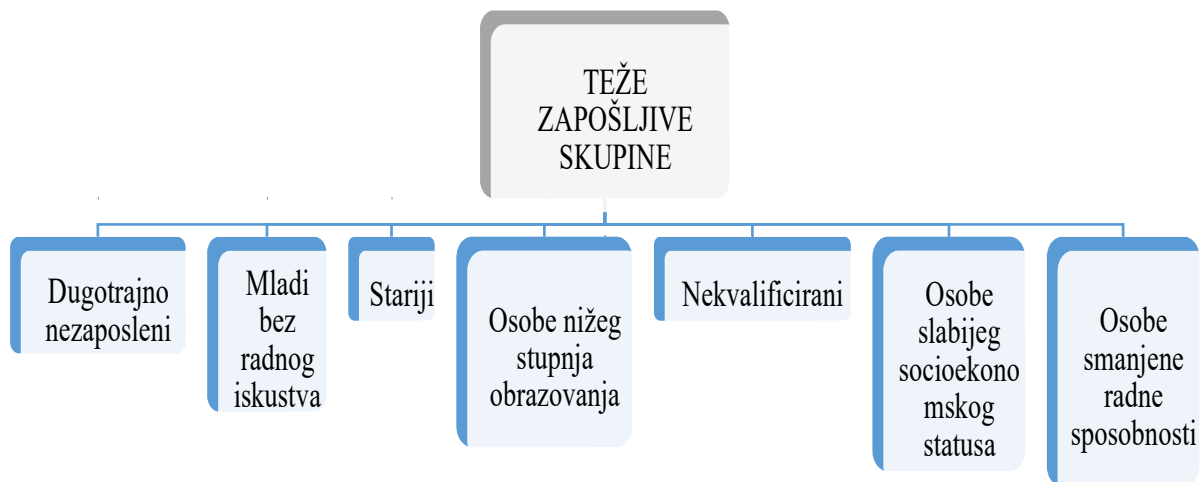 TEŽE
ZAPOŠLJIVE
SKUPINE
Dugotrajno
nezaposleni
Mladi
bez
radnog
iskustva
Stariji
Osobe nižeg
stupnja
obrazovanja
Nekvalificirani
Osobe
slabijeg
socioekono
mskog
statusa
Osobe
smanjene
radne
sposobnosti